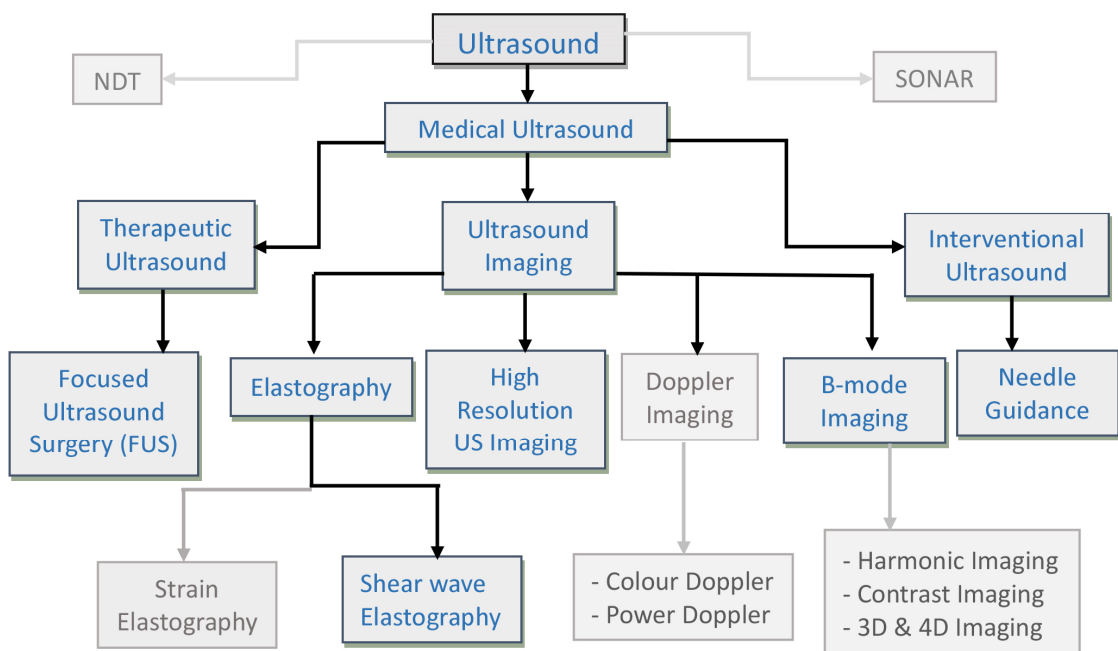 Ultrasound
NDT
SONAR
Medical Ultrasound
Therapeutic
Ultrasound
Ultrasound
Imaging
Interventional
Ultrasound
Focused
Ultrasound
Surgery (FUS)
Elastography
High
Resolution
US Imaging
Doppler
Imaging
B-mode
Imaging
Needle
Guidance
Strain
Elastography
Shear wave
Elastography
- Colour Doppler
- Power Doppler
- Harmonic Imaging
- Contrast Imaging
- 3D & 4D Imaging